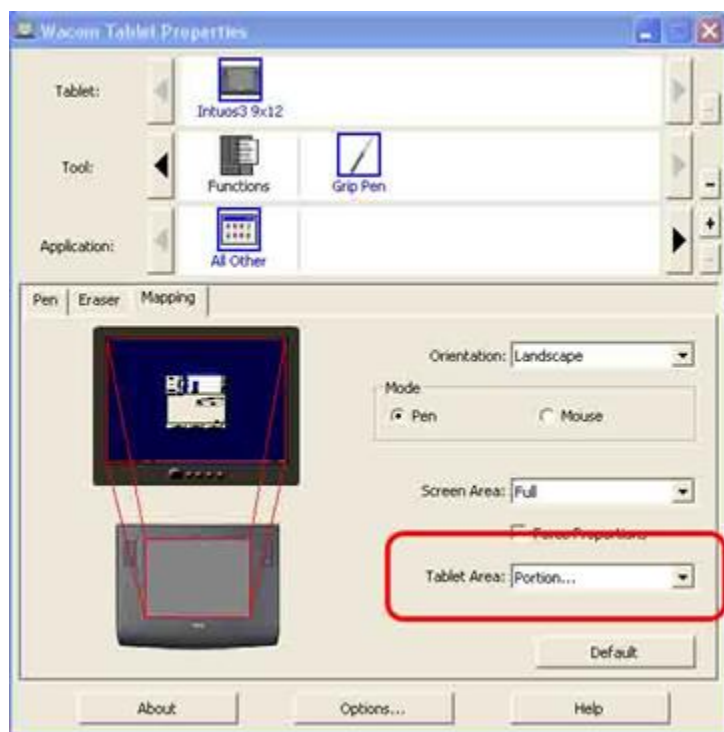 Wacom Tablet Properties
Tablet:
Intuos3 9x12
Tool:
Functions
Grip Pen
Application:
All Other
Pen
Eraser
Mapping
Orientation: Landscape
Mode
Pen
Mouse
Screen Area: Full
Force Proportions
Tablet Area: Portion...
Default
About
Options...
Help